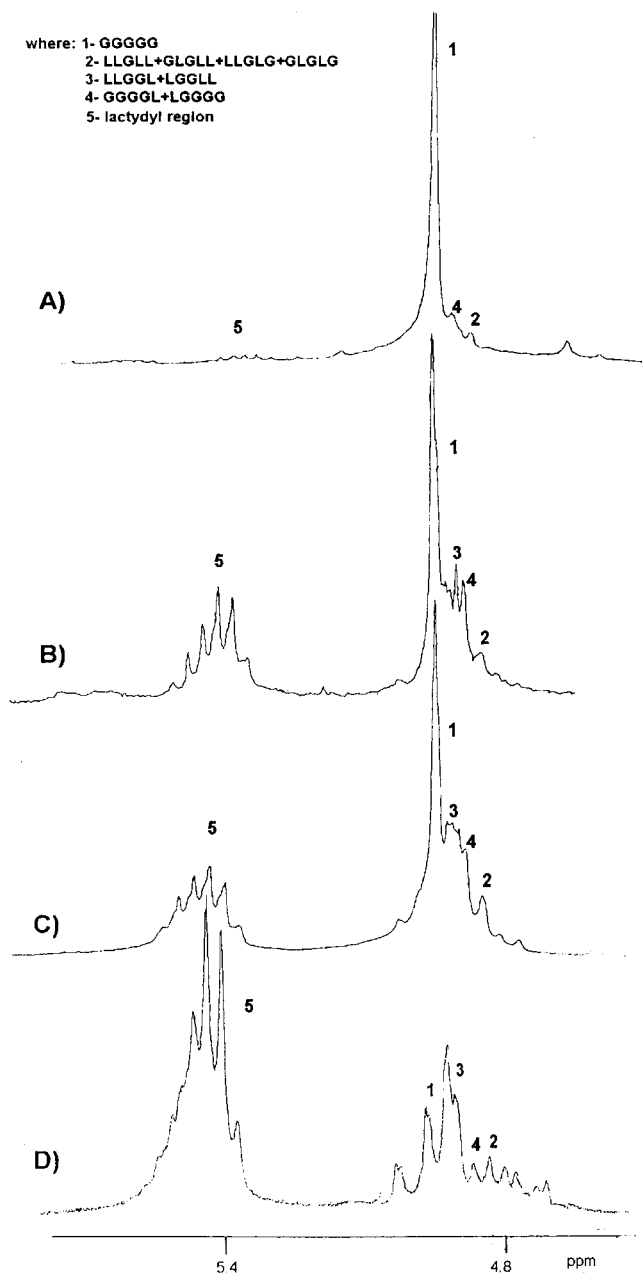 where: 1- GGGGG
2- LLGLL+GLGLL+LLGLG+GLGLG
3- LLGGL+LGGLL
4- GGGGL+LGGGG
5- lactydyl region
1
A)
5
4
2
1
5
3
4
B)
2
1
5
3
4
2
C)
5
1
3
4
2
D)
5.4
4.8
ppm